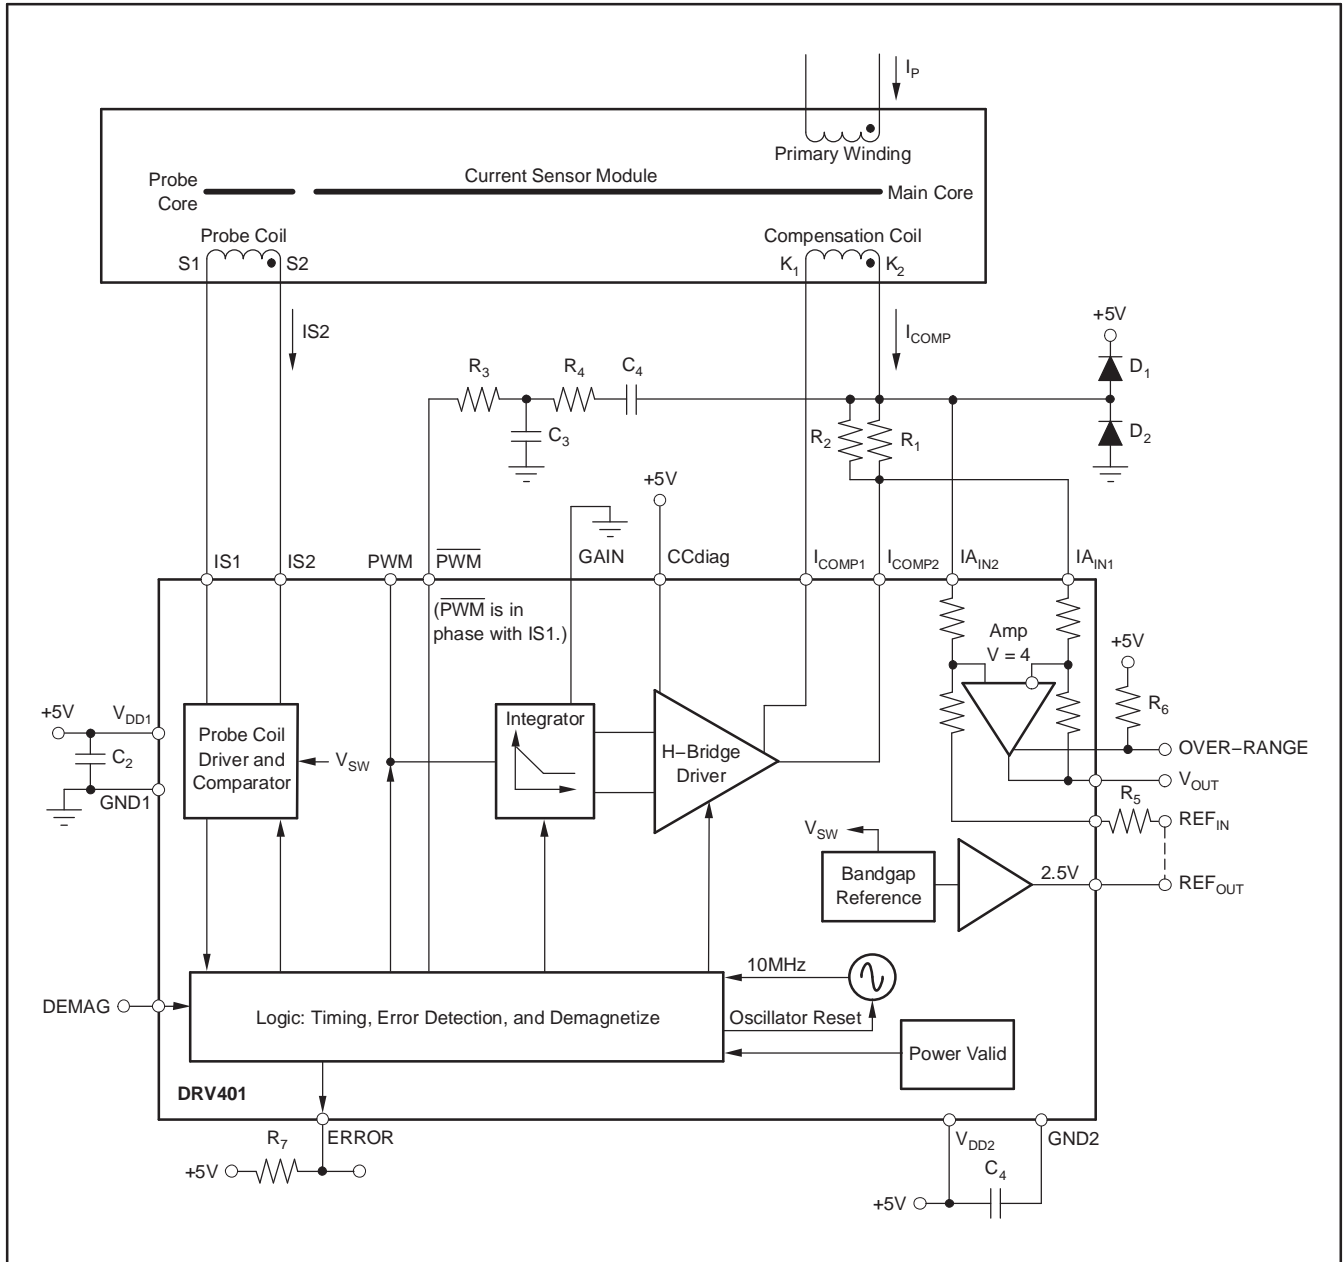 I_P
Primary Winding
Current Sensor Module
Probe
Core
Main Core
Probe Coil
Compensation Coil
S1
S2
K_1
K_2
+5V
IS2
I_COMP
D_1
R_3
R_4
C_4
C_3
R_2
R_1
D_2
+5V
IS1
IS2
PWM
P̅W̅M̅
GAIN
CCdiag
I_COMP1
I_COMP2
IA_IN2
IA_IN1
(P̅W̅M̅ is in
phase with IS1.)
Amp
V = 4
+5V
R_6
+5V
V_DD1
C_2
GND1
Probe Coil
Driver and
Comparator
V_SW
Integrator
H–Bridge
Driver
OVER–RANGE
V_OUT
R_5
REF_IN
V_SW
Bandgap
Reference
2.5V
REF_OUT
10MHz
DEMAG
Logic: Timing, Error Detection, and Demagnetize
Oscillator Reset
Power Valid
DRV401
R_7
ERROR
+5V
V_DD2
GND2
C_4
+5V